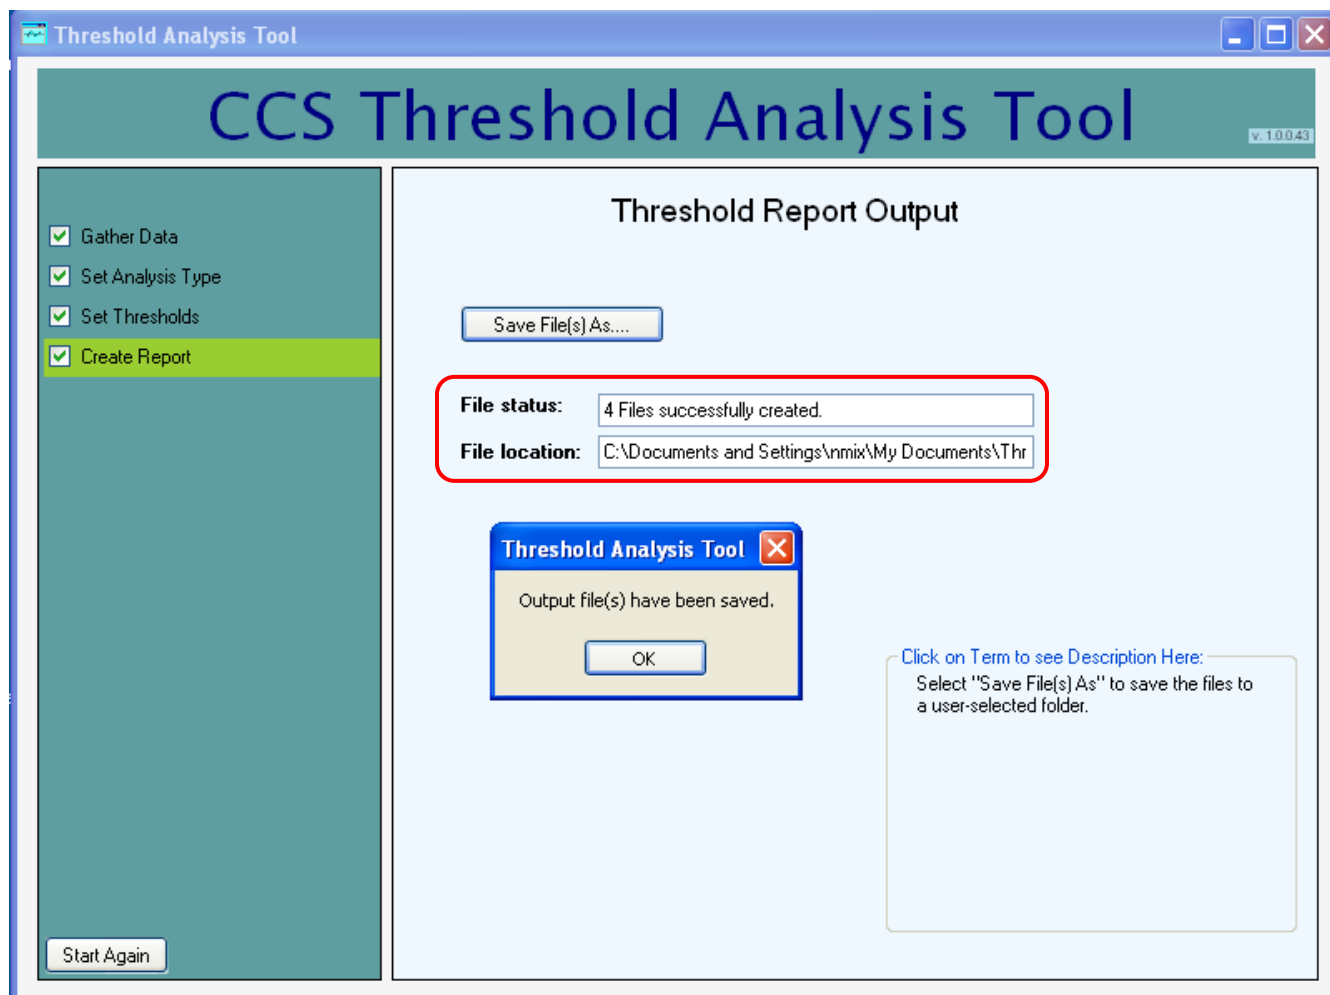 Threshold Analysis Tool
CCS Threshold Analysis Tool
v. 1.0.0.43
Gather Data
Set Analysis Type
Set Thresholds
Create Report
Start Again
Threshold Report Output
Save File(s) As....
File status: 4 Files successfully created.
File location: C:\Documents and Settings\nmix\My Documents\Thr
Threshold Analysis Tool
Output file(s) have been saved.
OK
Click on Term to see Description Here:
Select "Save File(s) As" to save the files to
a user-selected folder.